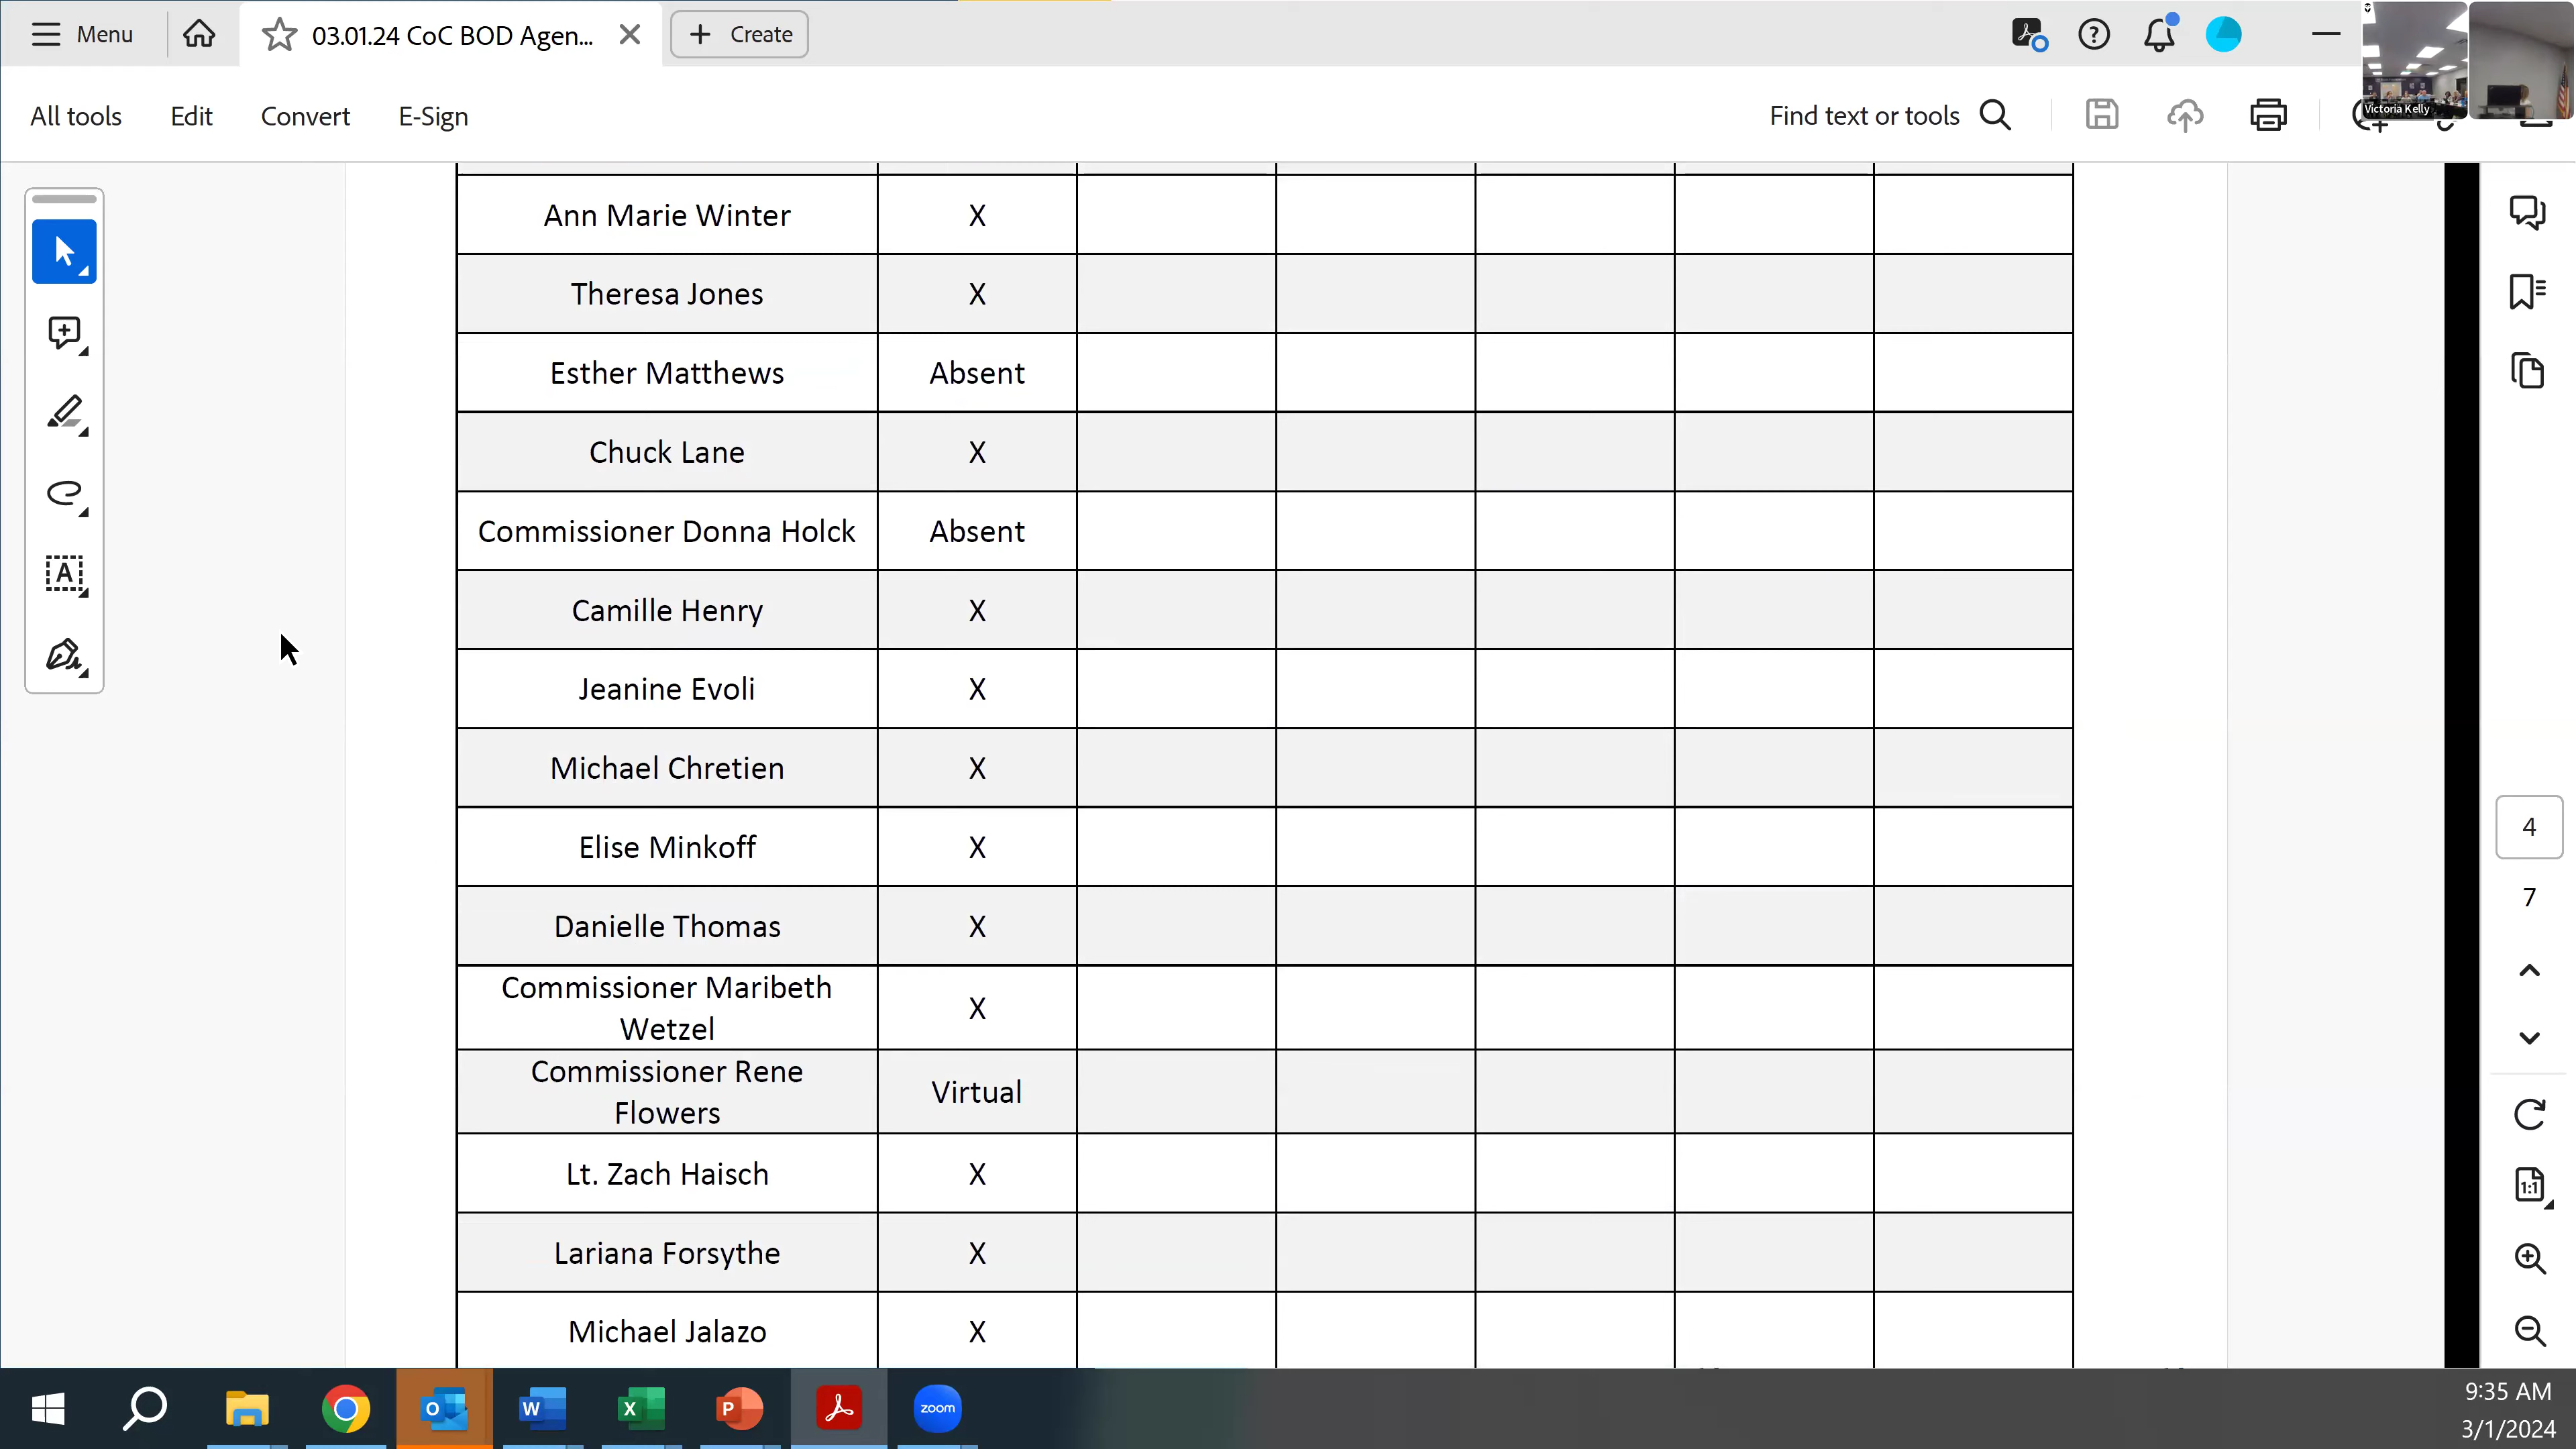 Menu
03.01.24 CoC BOD Agen...
Create
Victoria Kelly
All tools
Edit
Convert
E-Sign
Find text or tools
Ann Marie Winter X
Theresa Jones X
Esther Matthews Absent
Chuck Lane X
Commissioner Donna Holck Absent
Camille Henry X
Jeanine Evoli X
Michael Chretien X
Elise Minkoff X
Danielle Thomas X
Commissioner Maribeth
Wetzel X
Commissioner Rene
Flowers Virtual
Lt. Zach Haisch X
Lariana Forsythe X
Michael Jalazo X
4
7
1:1
A
O
W
X
P
zoom
9:35 AM
3/1/2024